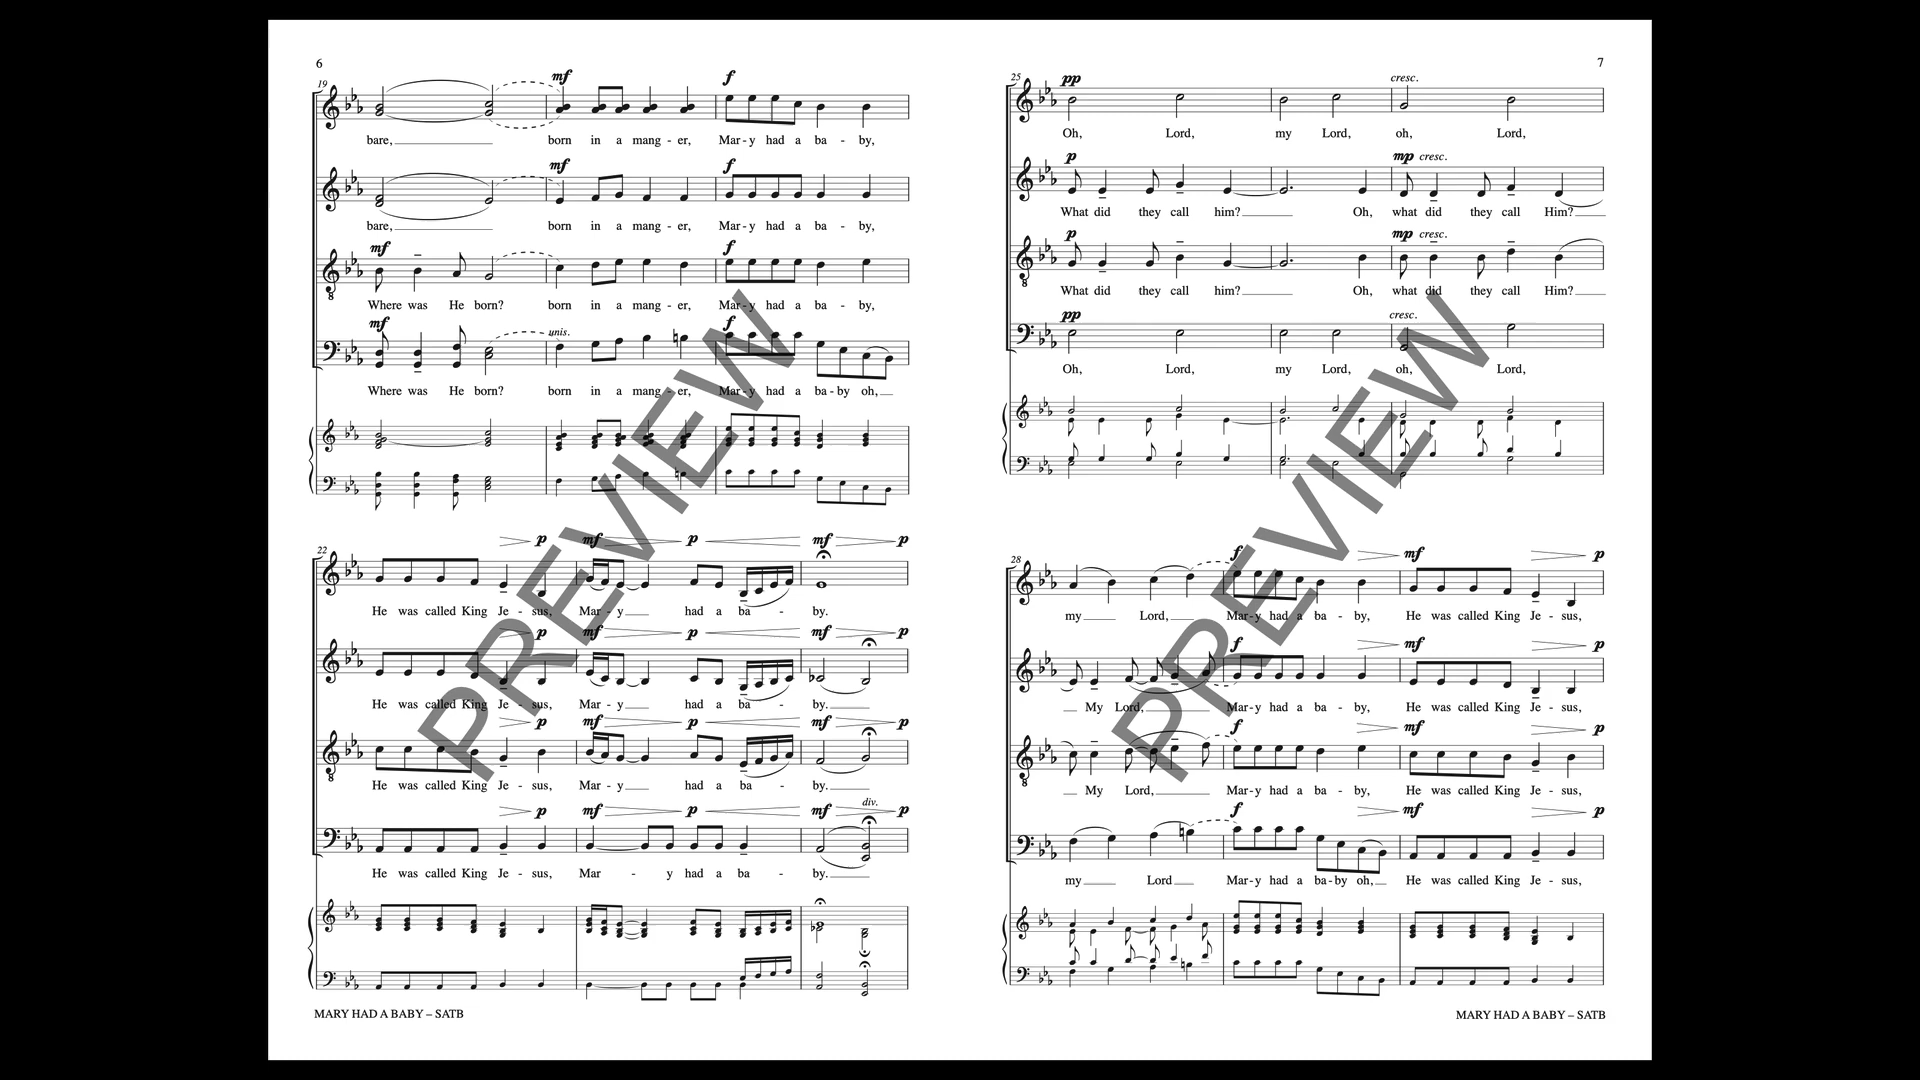 6
19
mf
f
bare, born in a mang - er, Mar - y had a ba - by,
mf
f
bare, born in a mang - er, Mar - y had a ba - by,
mf
f
Where was He born? born in a mang - er, Mar - y had a ba - by,
mf
unis.
f
Where was He born? born in a mang - er, Mar - y had a ba - by oh,
22
p mf p mf p
He was called King Je - sus, Mar - y had a ba - by.
p mf p mf p
He was called King Je - sus, Mar - y had a ba - by.
p mf p mf p
He was called King Je - sus, Mar - y had a ba - by.
div.
p mf p mf p
He was called King Je - sus, Mar - y had a ba - by.
MARY HAD A BABY – SATB
PREVIEW
7
25
pp cresc.
Oh, Lord, my Lord, oh, Lord,
p mp cresc.
What did they call him? Oh, what did they call Him?
p mp cresc.
What did they call him? Oh, what did they call Him?
pp cresc.
Oh, Lord, my Lord, oh, Lord,
28
f mf p
my Lord, Mar - y had a ba - by, He was called King Je - sus,
f mf p
My Lord, Mar - y had a ba - by, He was called King Je - sus,
f mf p
My Lord, Mar - y had a ba - by, He was called King Je - sus,
f mf p
my Lord Mar - y had a ba - by oh, He was called King Je - sus,
MARY HAD A BABY – SATB
PREVIEW